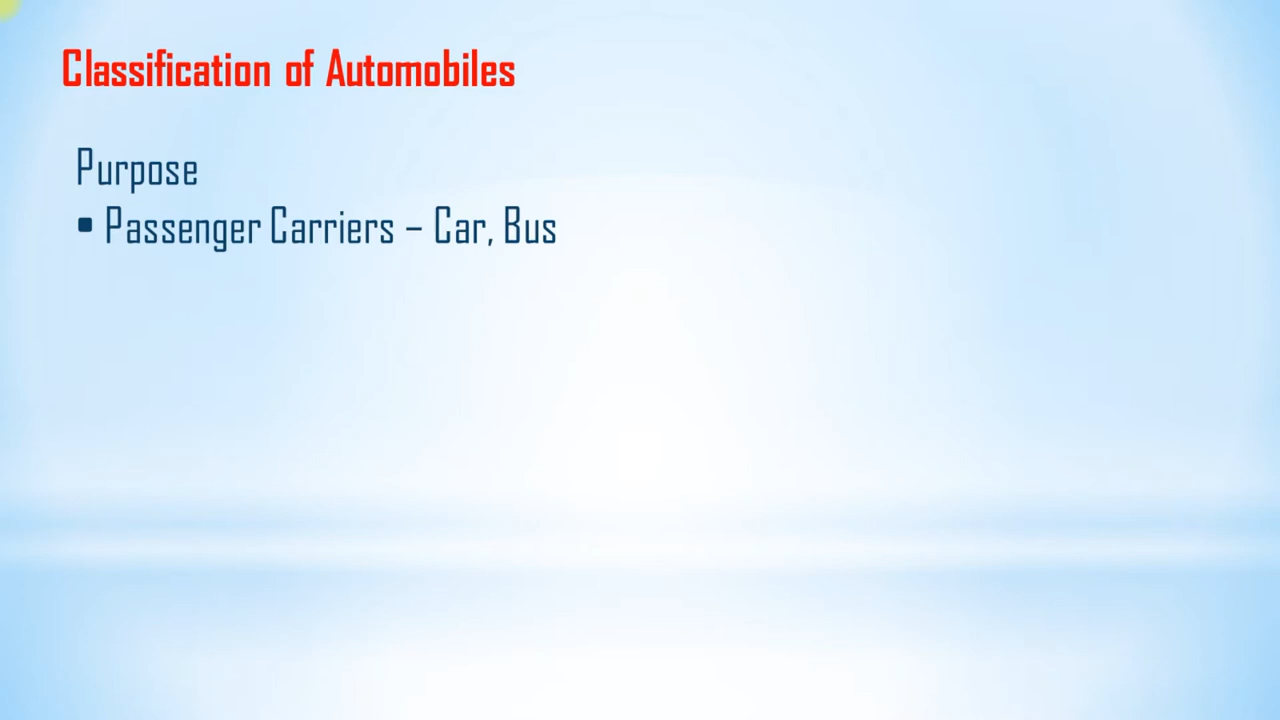 Classification of Automobiles
Purpose
▪ Passenger Carriers – Car, Bus